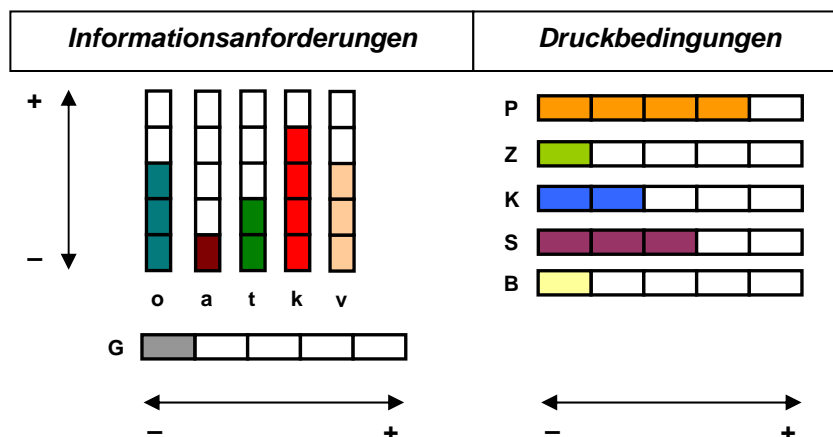 Informationsanforderungen Druckbedingungen
+
–
o a t k v
G
– +
P
Z
K
S
B
– +